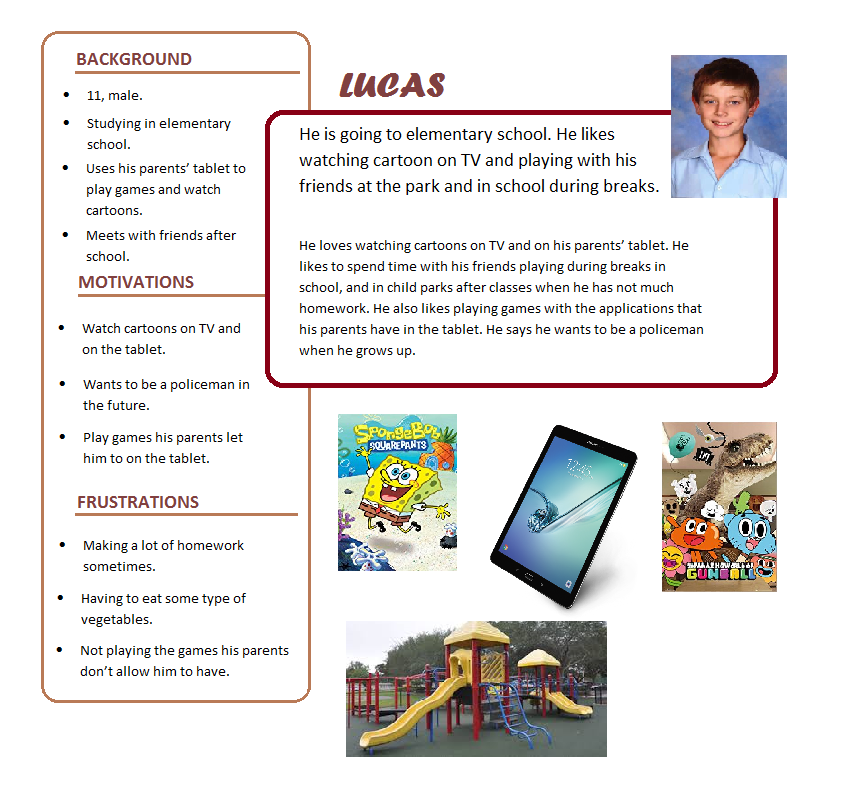 BACKGROUND
• 11, male.
• Studying in elementary
school.
• Uses his parents’ tablet to
play games and watch
cartoons.
• Meets with friends after
school.
MOTIVATIONS
• Watch cartoons on TV and
on the tablet.
• Wants to be a policeman in
the future.
• Play games his parents let
him to on the tablet.
FRUSTRATIONS
• Making a lot of homework
sometimes.
• Having to eat some type of
vegetables.
• Not playing the games his parents
don’t allow him to have.
LUCAS
He is going to elementary school. He likes
watching cartoon on TV and playing with his
friends at the park and in school during breaks.
He loves watching cartoons on TV and on his parents’ tablet. He
likes to spend time with his friends playing during breaks in
school, and in child parks after classes when he has not much
homework. He also likes playing games with the applications that
his parents have in the tablet. He says he wants to be a policeman
when he grows up.
SpongeBob
SQUAREPANTS
GUMBALL